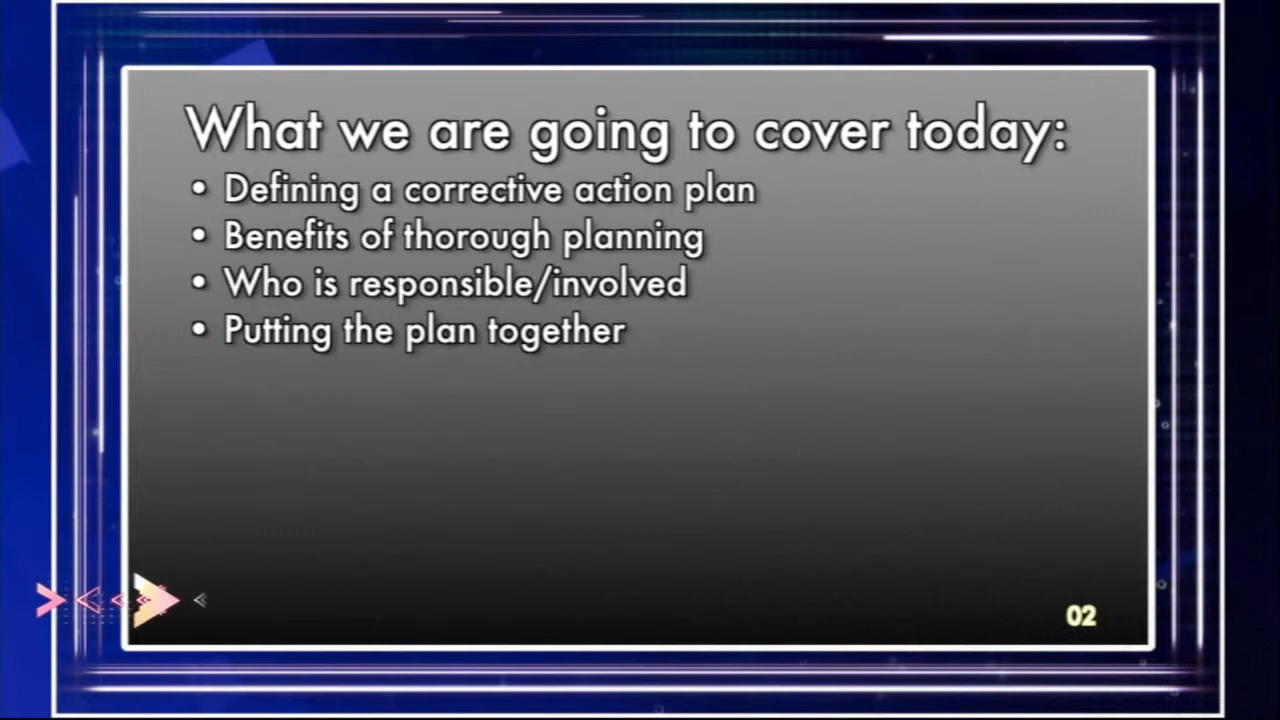 What we are going to cover today:
• Defining a corrective action plan
• Benefits of thorough planning
• Who is responsible/involved
• Putting the plan together
02